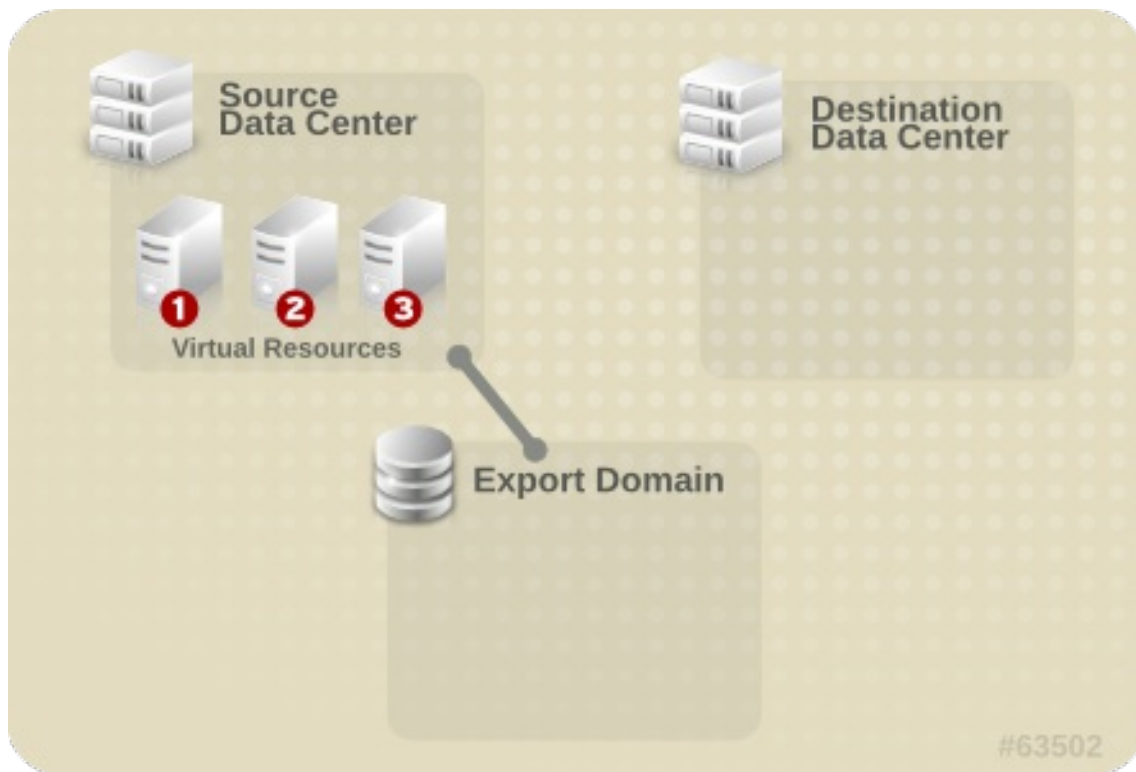 Source
Data Center
Destination
Data Center
1
2
3
Virtual Resources
Export Domain
#63502